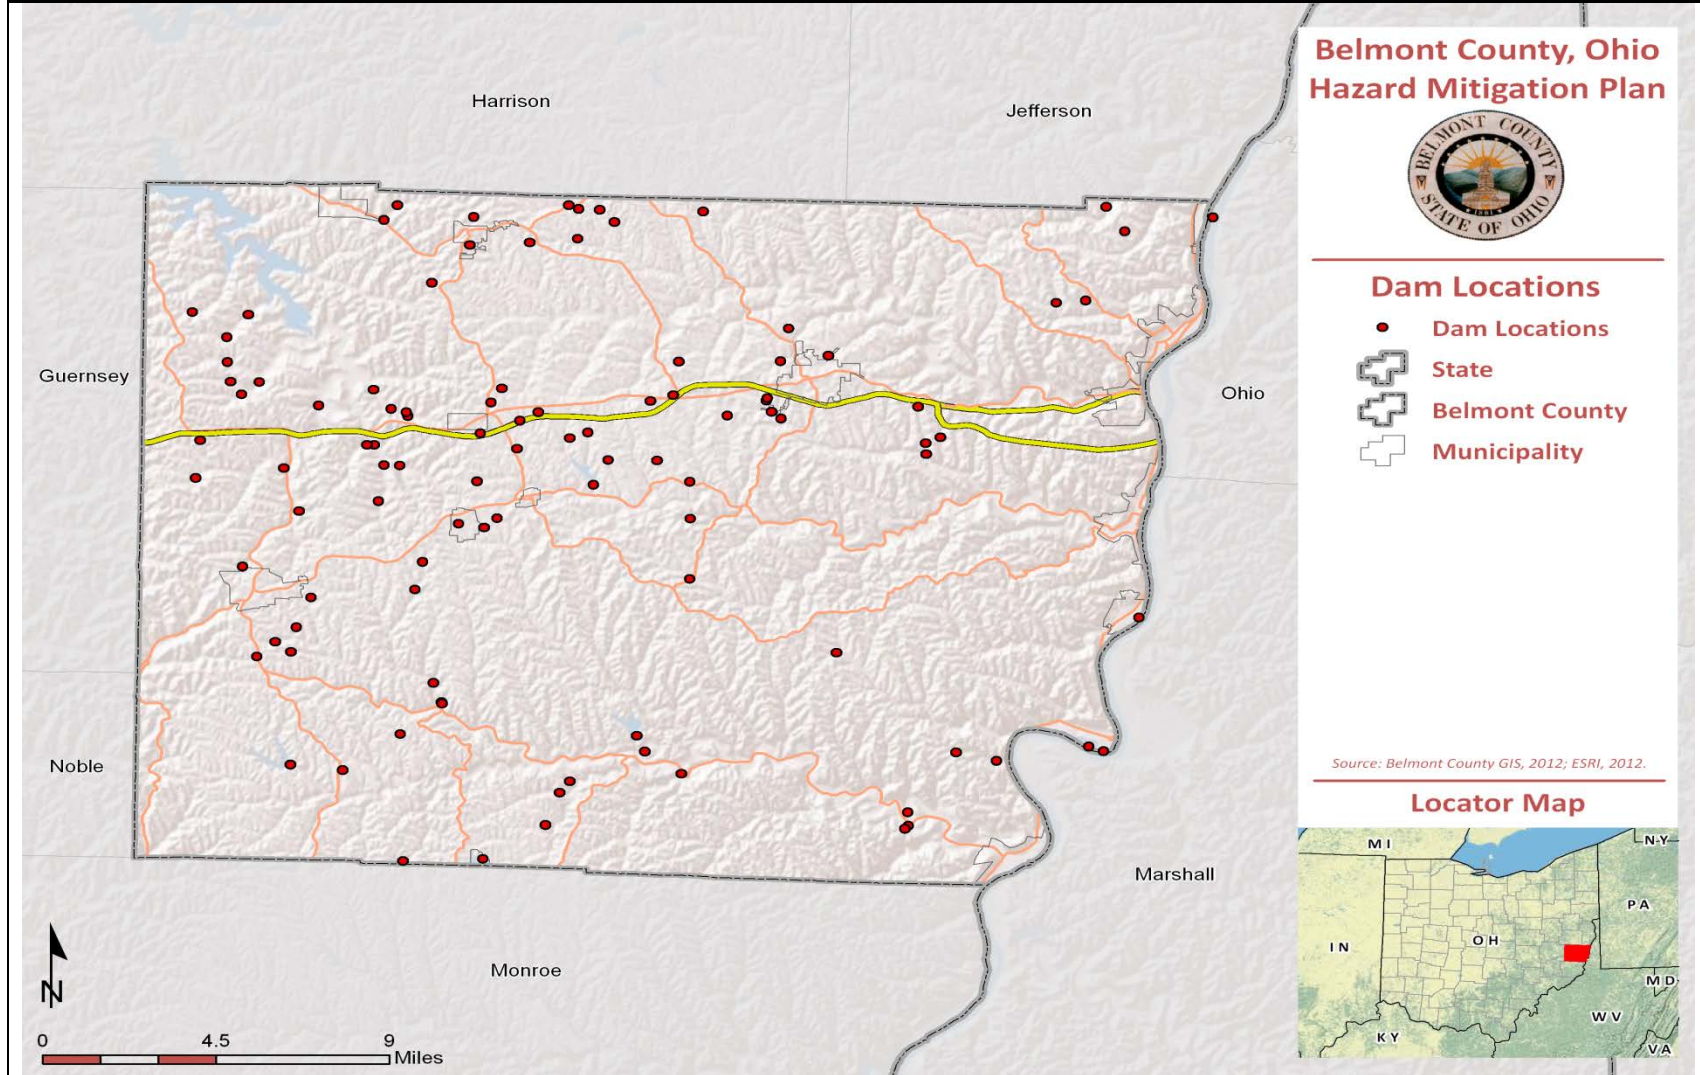 Belmont County, Ohio
Hazard Mitigation Plan
BELMONT COUNTY
STATE OF OHIO
1801
Dam Locations
Dam Locations
State
Belmont County
Municipality
Source: Belmont County GIS, 2012; ESRI, 2012.
Locator Map
MI
NY
PA
IN
OH
MD
WV
KY
VA
Harrison
Jefferson
Guernsey
Ohio
Noble
Marshall
Monroe
N
0 4.5 9
Miles